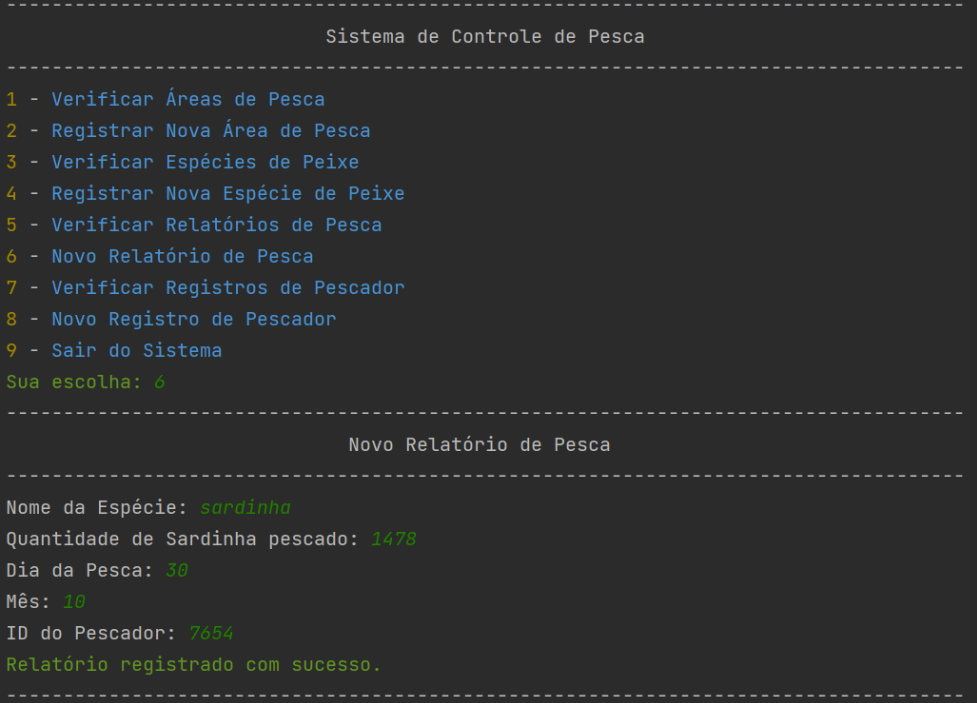 --------------------------------------------------------------------------------
Sistema de Controle de Pesca
--------------------------------------------------------------------------------
1 - Verificar Áreas de Pesca
2 - Registrar Nova Área de Pesca
3 - Verificar Espécies de Peixe
4 - Registrar Nova Espécie de Peixe
5 - Verificar Relatórios de Pesca
6 - Novo Relatório de Pesca
7 - Verificar Registros de Pescador
8 - Novo Registro de Pescador
9 - Sair do Sistema
Sua escolha: 6
--------------------------------------------------------------------------------
Novo Relatório de Pesca
--------------------------------------------------------------------------------
Nome da Espécie: sardinha
Quantidade de Sardinha pescado: 1478
Dia da Pesca: 30
Mês: 10
ID do Pescador: 7654
Relatório registrado com sucesso.
--------------------------------------------------------------------------------